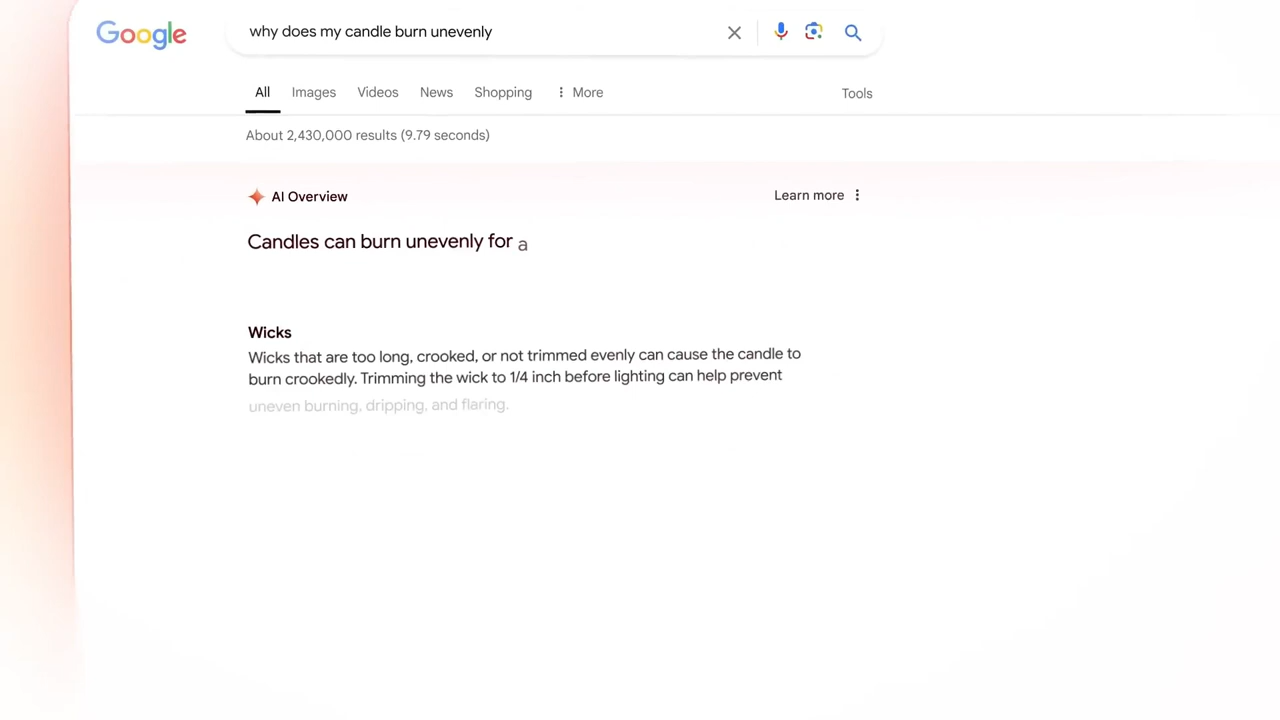 Google
why does my candle burn unevenly
All Images Videos News Shopping More Tools
About 2,430,000 results (9.79 seconds)
AI Overview Learn more
Candles can burn unevenly for a
Wicks
Wicks that are too long, crooked, or not trimmed evenly can cause the candle to
burn crookedly. Trimming the wick to 1/4 inch before lighting can help prevent
uneven burning, dripping, and flaring.